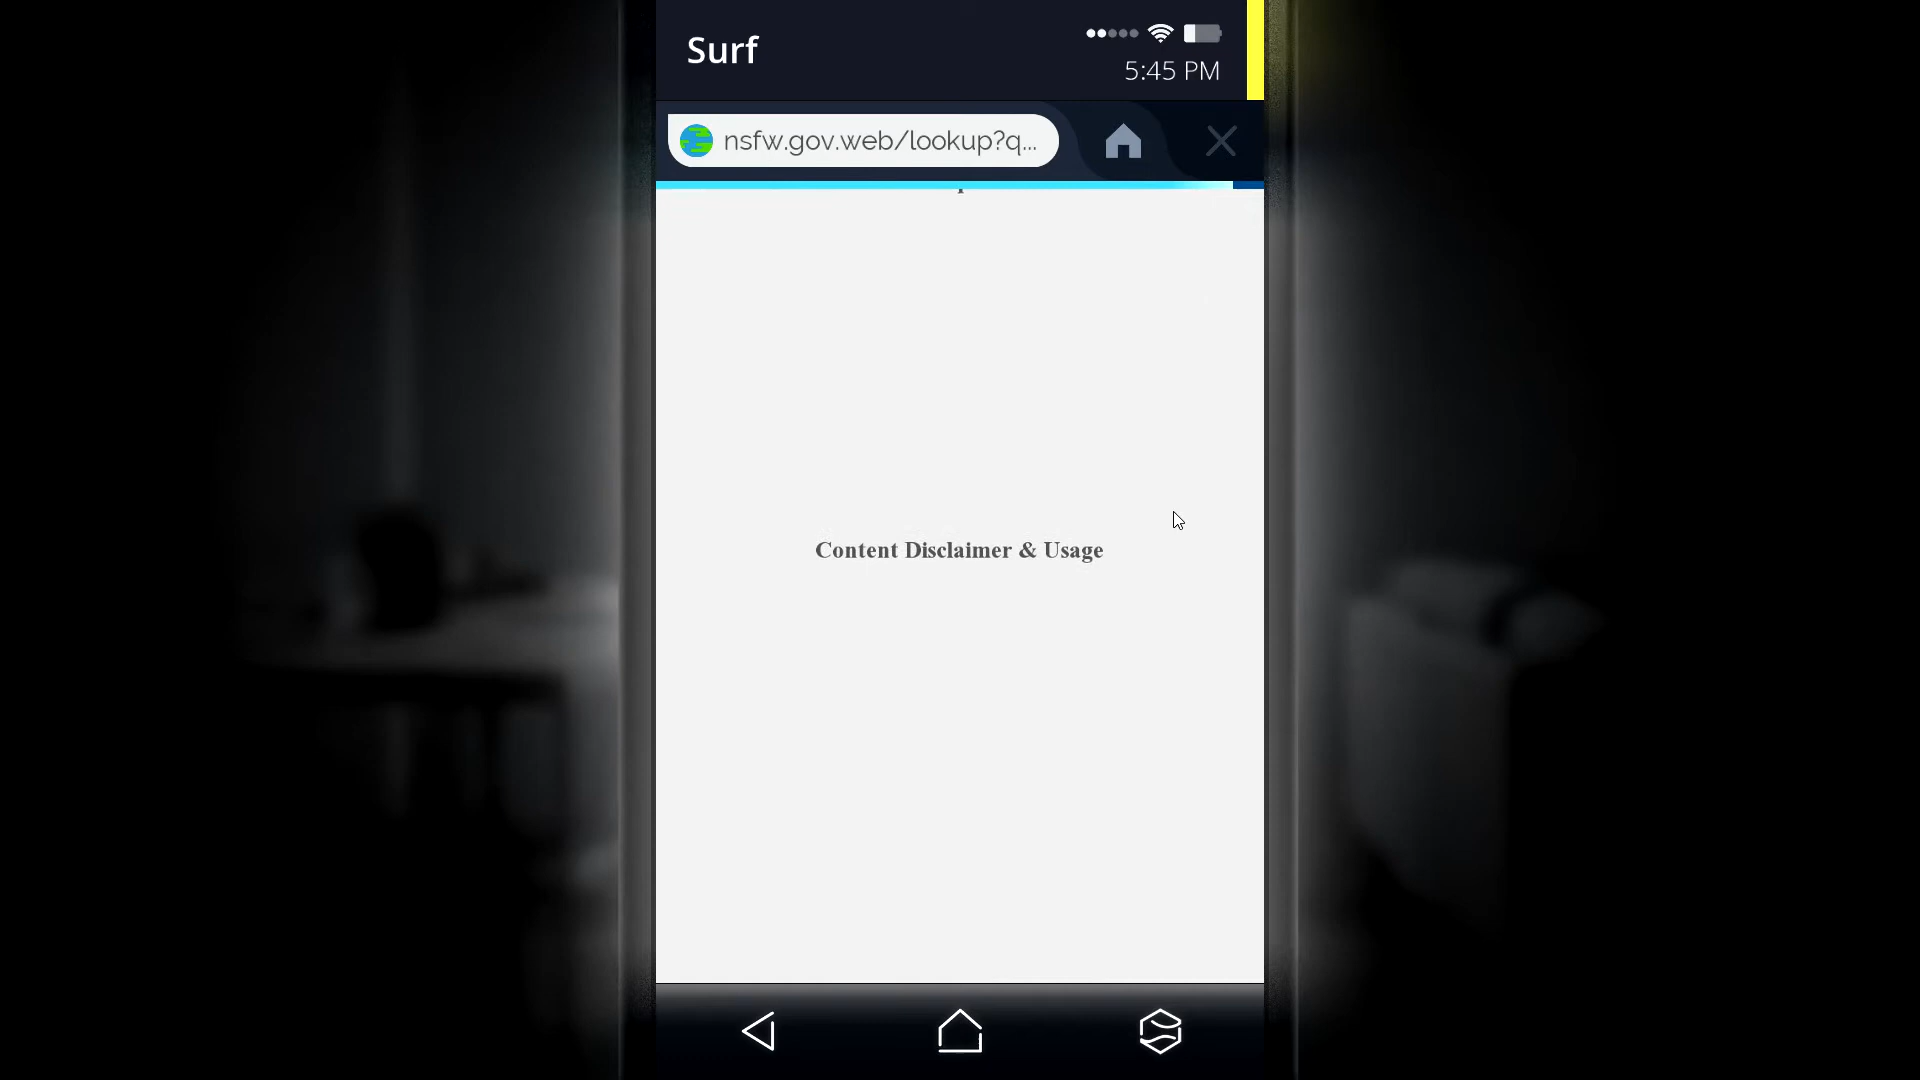 Surf
5:45 PM
nsfw.gov.web/lookup?q...
Content Disclaimer & Usage